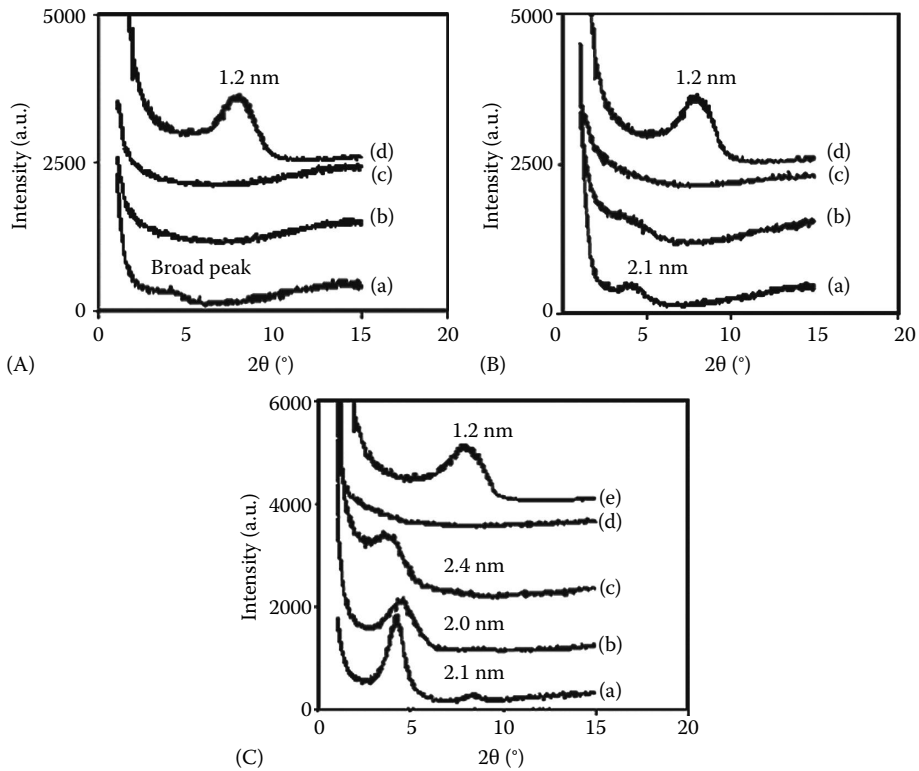 5000
1.2 nm
Intensity (a.u.)
(d)
2500
(c)
(b)
Broad peak
(a)
0
0 5 10 15 20
(A)
2θ (°)
5000
1.2 nm
Intensity (a.u.)
(d)
2500
(c)
(b)
2.1 nm
(a)
0
0 5 10 15 20
(B)
2θ (°)
6000
1.2 nm
Intensity (a.u.)
(e)
4000
(d)
2.4 nm
(c)
2000
2.0 nm
(b)
2.1 nm
(a)
0
0 5 10 15 20
(C)
2θ (°)